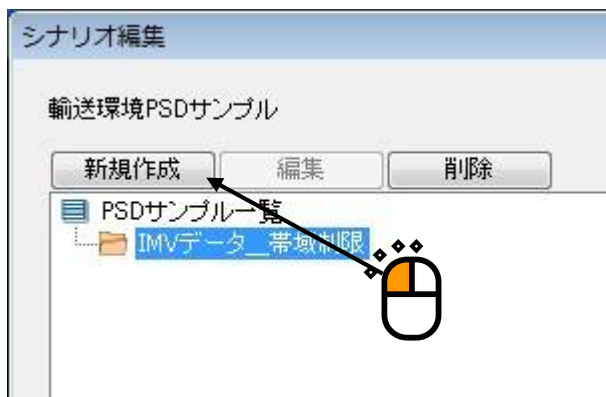 シナリオ編集
輸送環境PSDサンプル
新規作成 編集 削除
PSDサンプル一覧
IMVデータ__帯域制限